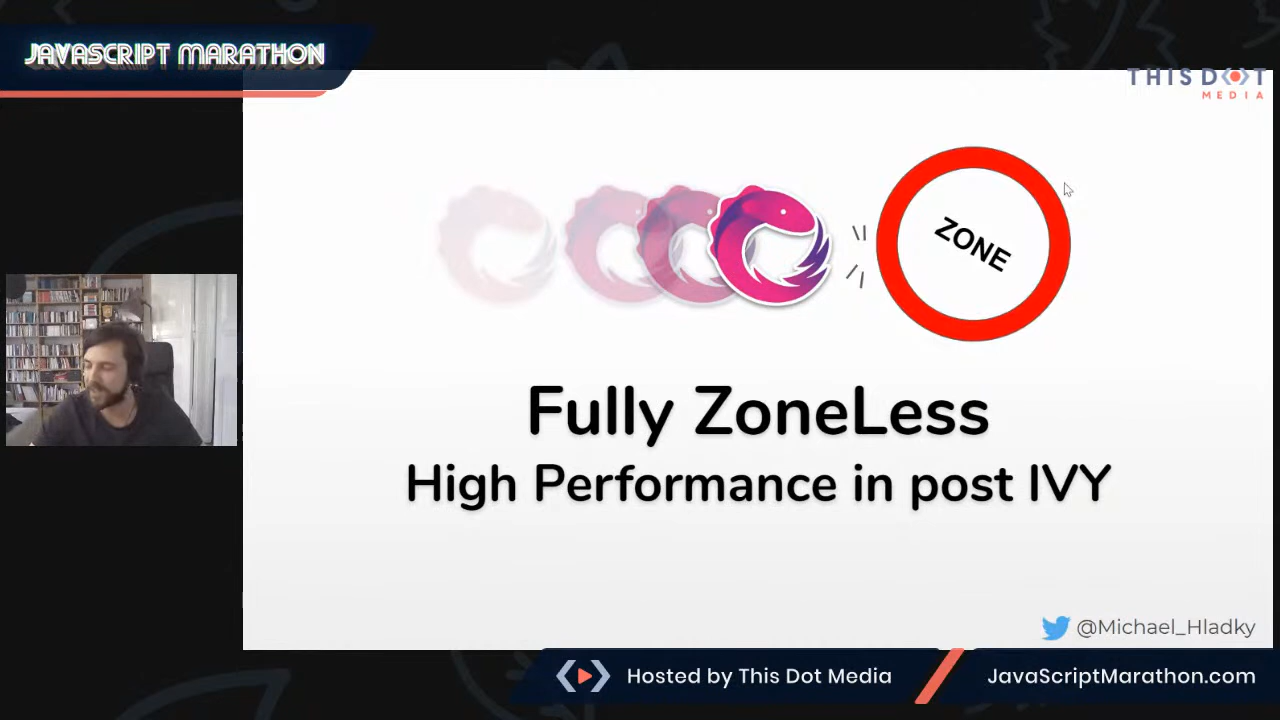 JAVASCRIPT MARATHON
THIS DOT
MEDIA
ZONE
Fully ZoneLess
High Performance in post IVY
@Michael_Hladky
Hosted by This Dot Media
JavaScriptMarathon.com